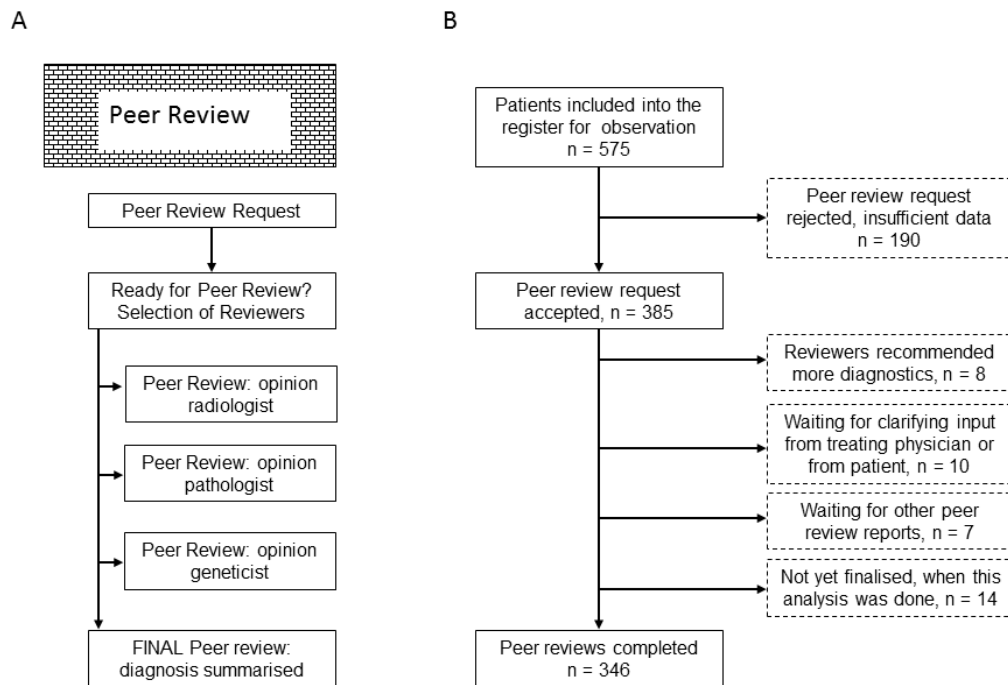 A
Peer Review
Peer Review Request
Ready for Peer Review?
Selection of Reviewers
Peer Review: opinion
radiologist
Peer Review: opinion
pathologist
Peer Review: opinion
geneticist
FINAL Peer review:
diagnosis summarised
B
Patients included into the
register for observation
n = 575
Peer review request
rejected, insufficient data
n = 190
Peer review request
accepted, n = 385
Reviewers recommended
more diagnostics, n = 8
Waiting for clarifying input
from treating physician or
from patient, n = 10
Waiting for other peer
review reports, n = 7
Not yet finalised, when this
analysis was done, n = 14
Peer reviews completed
n = 346